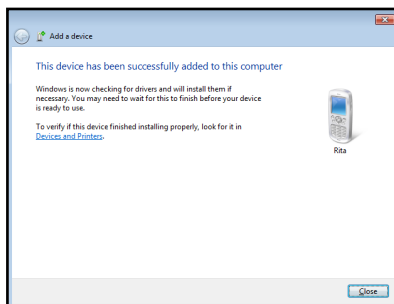 Add a device
This device has been successfully added to this computer
Windows is now checking for drivers and will install them if
necessary. You may need to wait for this to finish before your device
is ready to use.
To verify if this device finished installing properly, look for it in
Devices and Printers.
Rita
Close